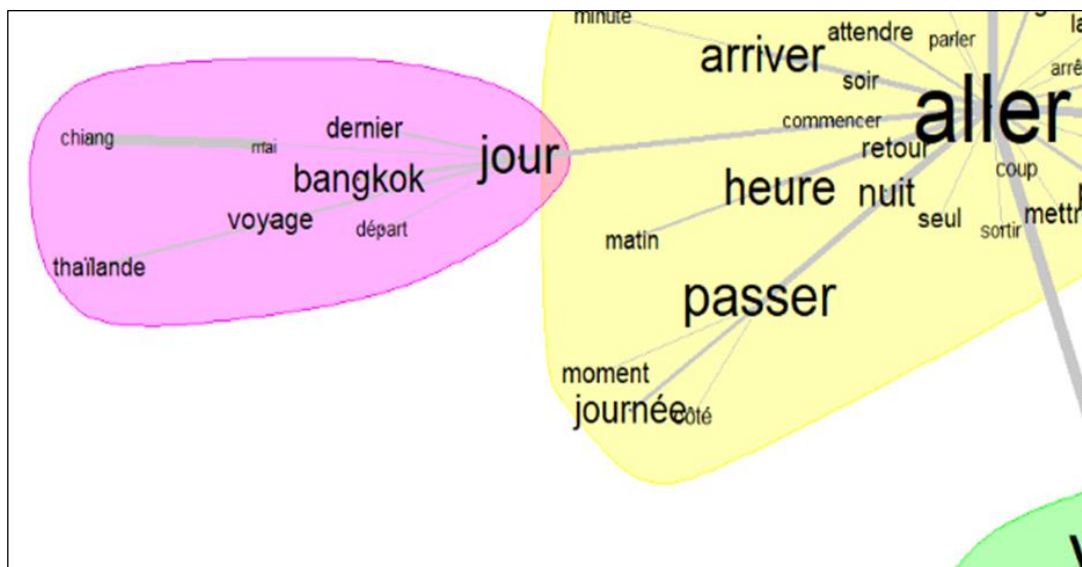 minute
attendre
parler
arriver
soir
aller
commencer
retour
coup
heure
nuit
seul
sortir
matin
passer
moment
journée
côté
chiang
mai
dernier
jour
bangkok
voyage
départ
thaïlande